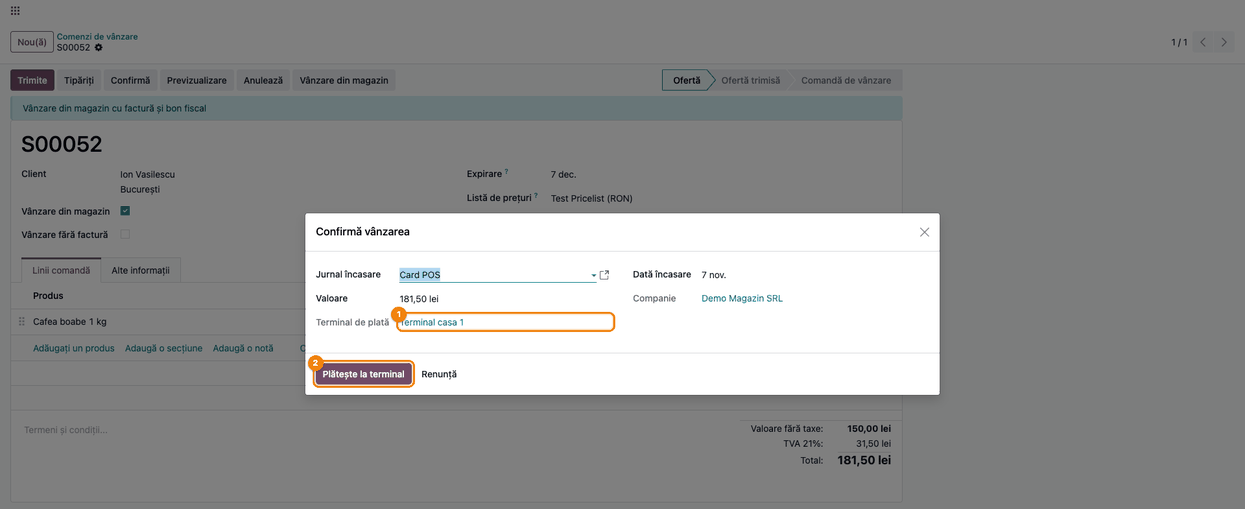 Nou(ă)
Comenzi de vânzare
S00052
1 / 1
Trimite Tipăriți Confirmă Previzualizare Anulează Vânzare din magazin
Ofertă Ofertă trimisă Comandă de vânzare
Vânzare din magazin cu factură și bon fiscal
S00052
Client Ion Vasilescu
București
Expirare ? 7 dec.
Listă de prețuri ? Test Pricelist (RON)
Vânzare din magazin
Vânzare fără factură
Confirmă vânzarea
Jurnal încasare Card POS
Dată încasare 7 nov.
Valoare 181,50 lei
Companie Demo Magazin SRL
1
Terminal de plată Terminal casa 1
2
Plătește la terminal Renunță
Linii comandă Alte informații
Produs
Cafea boabe 1 kg
Adăugați un produs Adaugă o secțiune Adaugă o notă
Termeni și condiții...
Valoare fără taxe: 150,00 lei
TVA 21%: 31,50 lei
Total: 181,50 lei